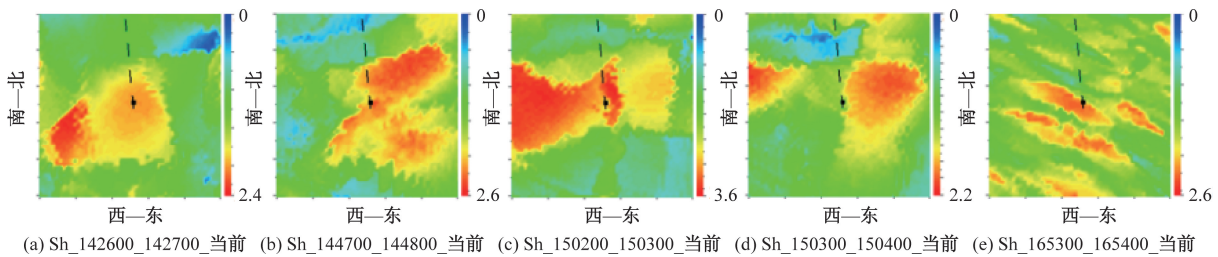 0 0 0 0 0
南—北 南—北 南—北 南—北 南—北
2.4 2.6 3.6 2.2 2.6
西—东 西—东 西—东 西—东 西—东
(a) Sh_142600_142700_当前 (b) Sh_144700_144800_当前 (c) Sh_150200_150300_当前 (d) Sh_150300_150400_当前 (e) Sh_165300_165400_当前